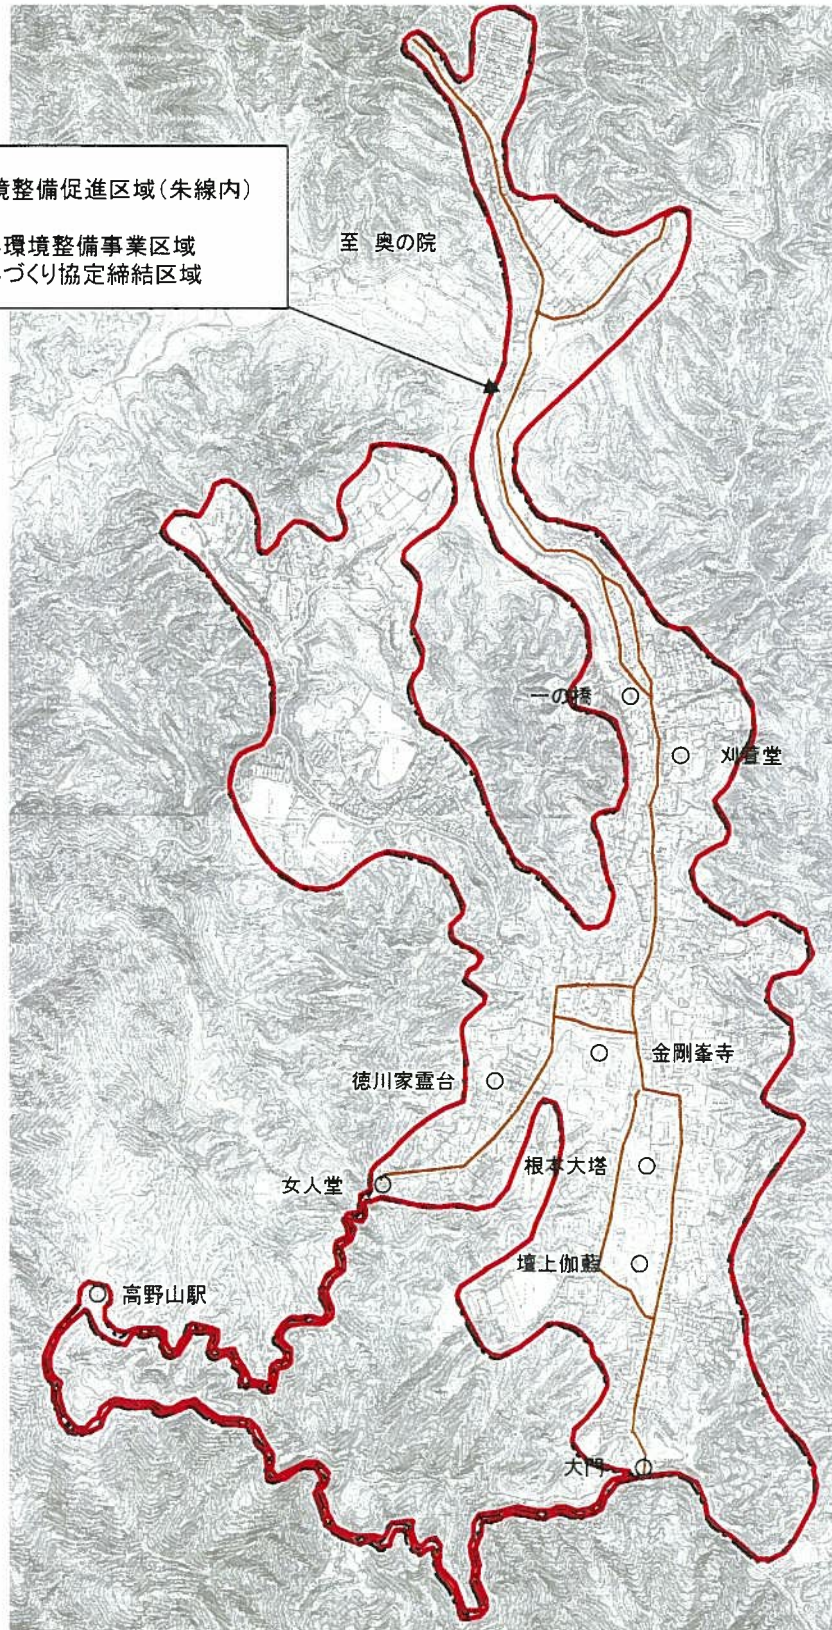 境整備促進区域（朱線内）
環境整備事業区域
づくり協定締結区域
至 奥の院
一の橋
刈萱堂
金剛峯寺
徳川家霊台
根本大塔
女人堂
壇上伽藍
高野山駅
大門